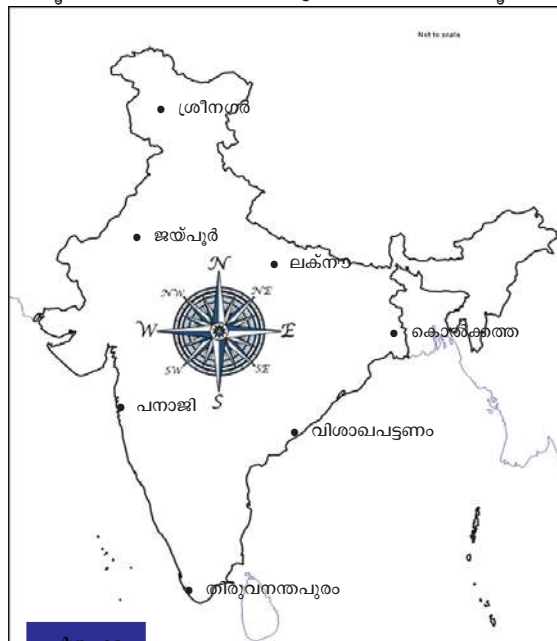 Not to scale
ശ്രീനഗർ
ജയ്പൂർ
ലക്നൗ
N
NW NE
W E
SW SE
S
കൊൽക്കത്ത
പനാജി
വിശാഖപട്ടണം
തിരുവനന്തപുരം